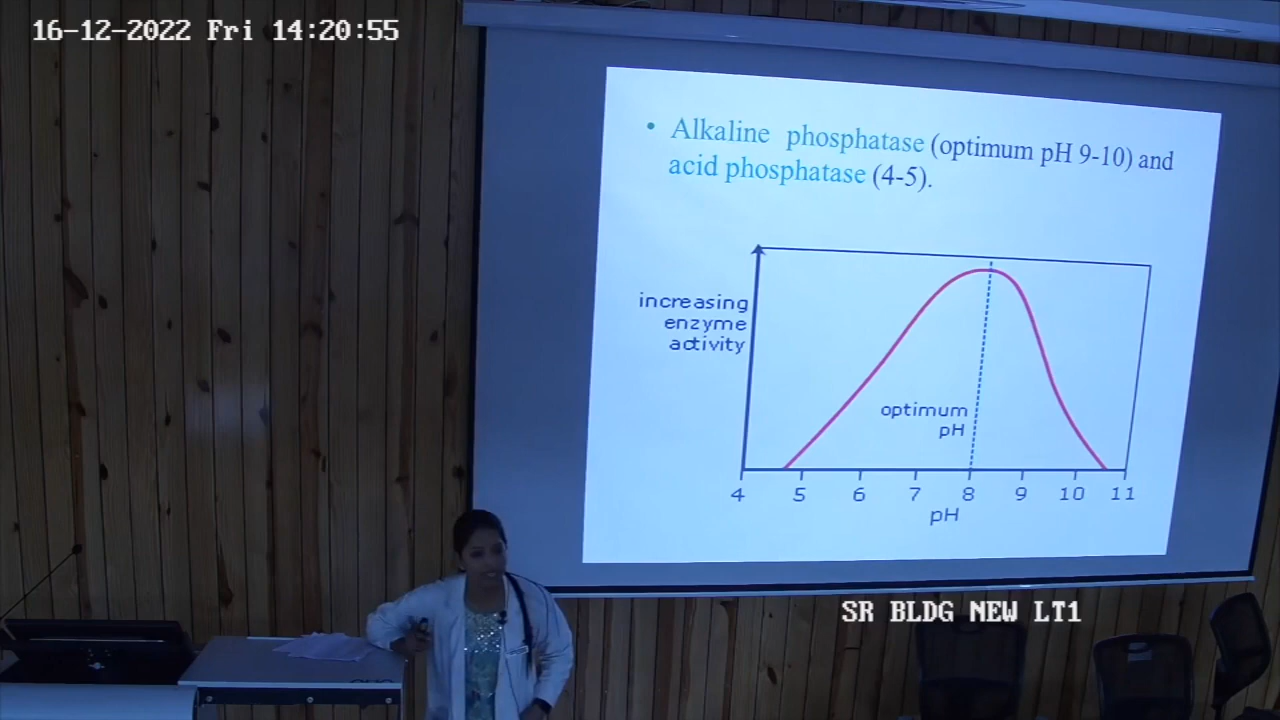 16-12-2022 Fri 14:20:55
• Alkaline phosphatase (optimum pH 9-10) and
acid phosphatase (4-5).
increasing
enzyme
activity
optimum
pH
4 5 6 7 8 9 10 11
pH
SR BLDG NEW LT1